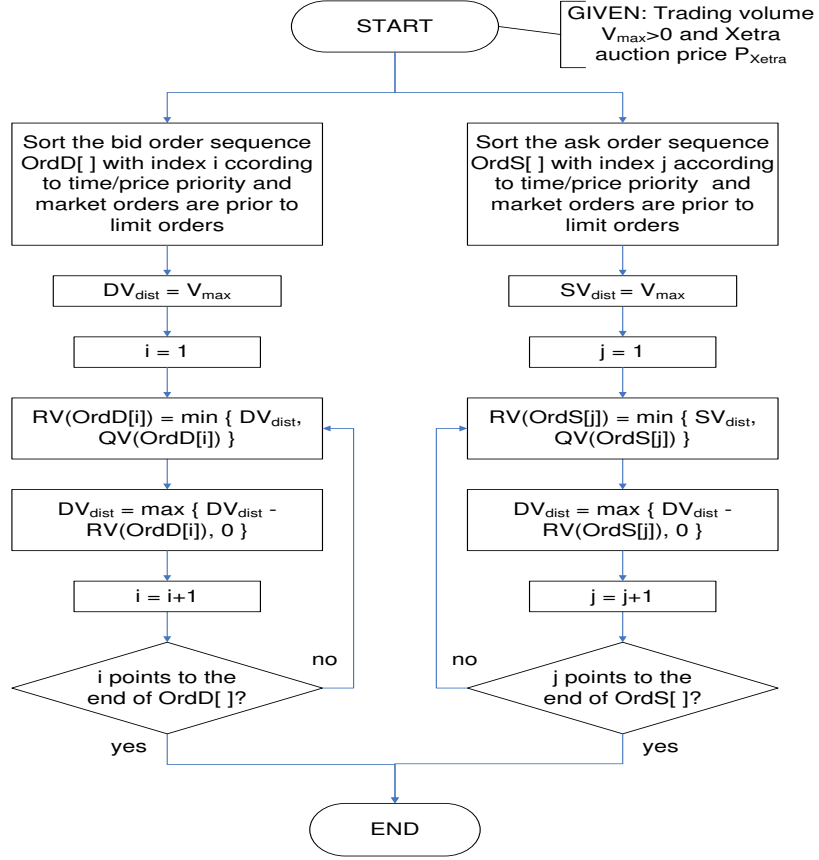 START
GIVEN: Trading volume
Vmax>0 and Xetra
auction price PXetra
Sort the bid order sequence
OrdD[ ] with index i ccording
to time/price priority and
market orders are prior to
limit orders
DVdist = Vmax
i = 1
RV(OrdD[i]) = min { DVdist,
QV(OrdD[i]) }
DVdist = max { DVdist -
RV(OrdD[i]), 0 }
i = i+1
no
i points to the
end of OrdD[ ]?
yes
Sort the ask order sequence
OrdS[ ] with index j according
to time/price priority and
market orders are prior to
limit orders
SVdist = Vmax
j = 1
RV(OrdS[j]) = min { SVdist,
QV(OrdS[j]) }
DVdist = max { DVdist -
RV(OrdS[j]), 0 }
j = j+1
no
j points to the
end of OrdS[ ]?
yes
END